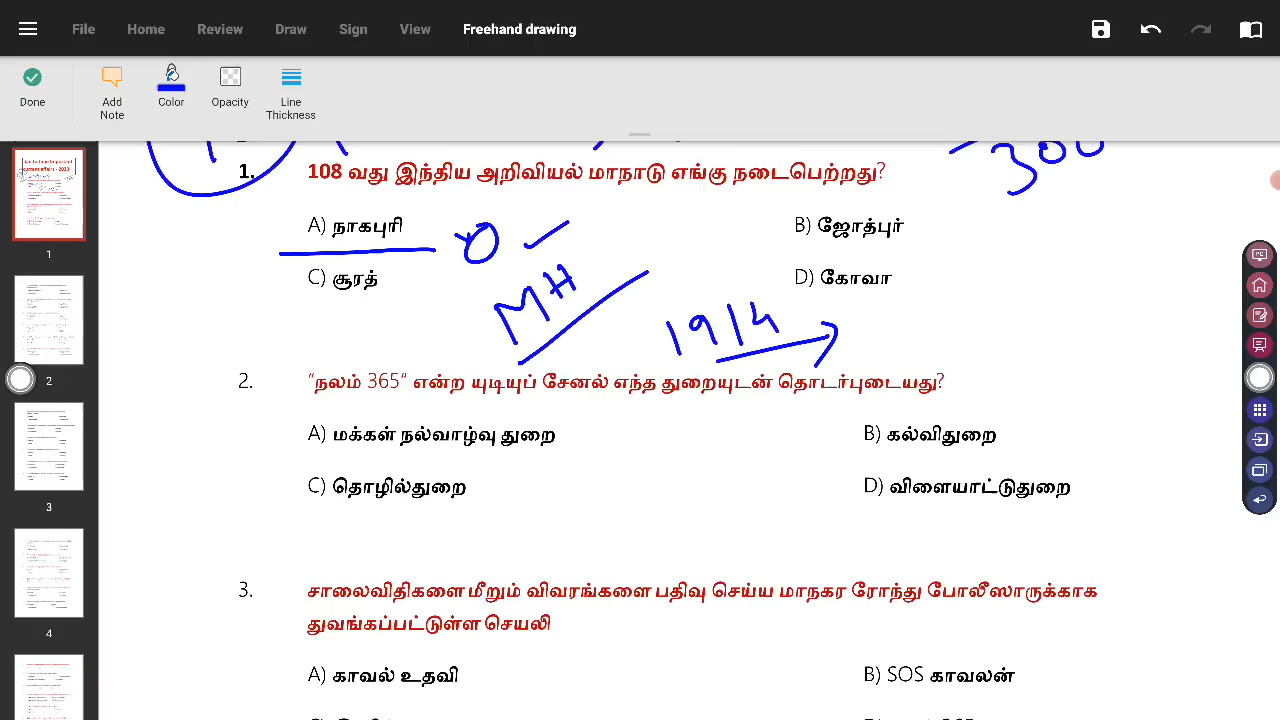 File Home Review Draw Sign View Freehand drawing
Done Add Note Color Opacity Line Thickness
300
1. 108 வது இந்திய அறிவியல் மாநாடு எங்கு நடைபெற்றது?
A) நாகபுரி B) ஜோத்பூர்
C) சூரத் D) கோவா
MH
1914
2. “நலம் 365“ என்ற யுடியுப் சேனல் எந்த துறையுடன் தொடர்புடையது?
A) மக்கள் நல்வாழ்வு துறை B) கல்விதுறை
C) தொழில்துறை D) விளையாட்டுதுறை
3. சாலைவிதிகளை மீறும் விவரங்களை பதிவு செய்ய மாநகர ரோந்து போலீஸாருக்காக
துவங்கப்பட்டுள்ள செயலி
A) காவல் உதவி B) SOS காவலன்
1
2
3
4